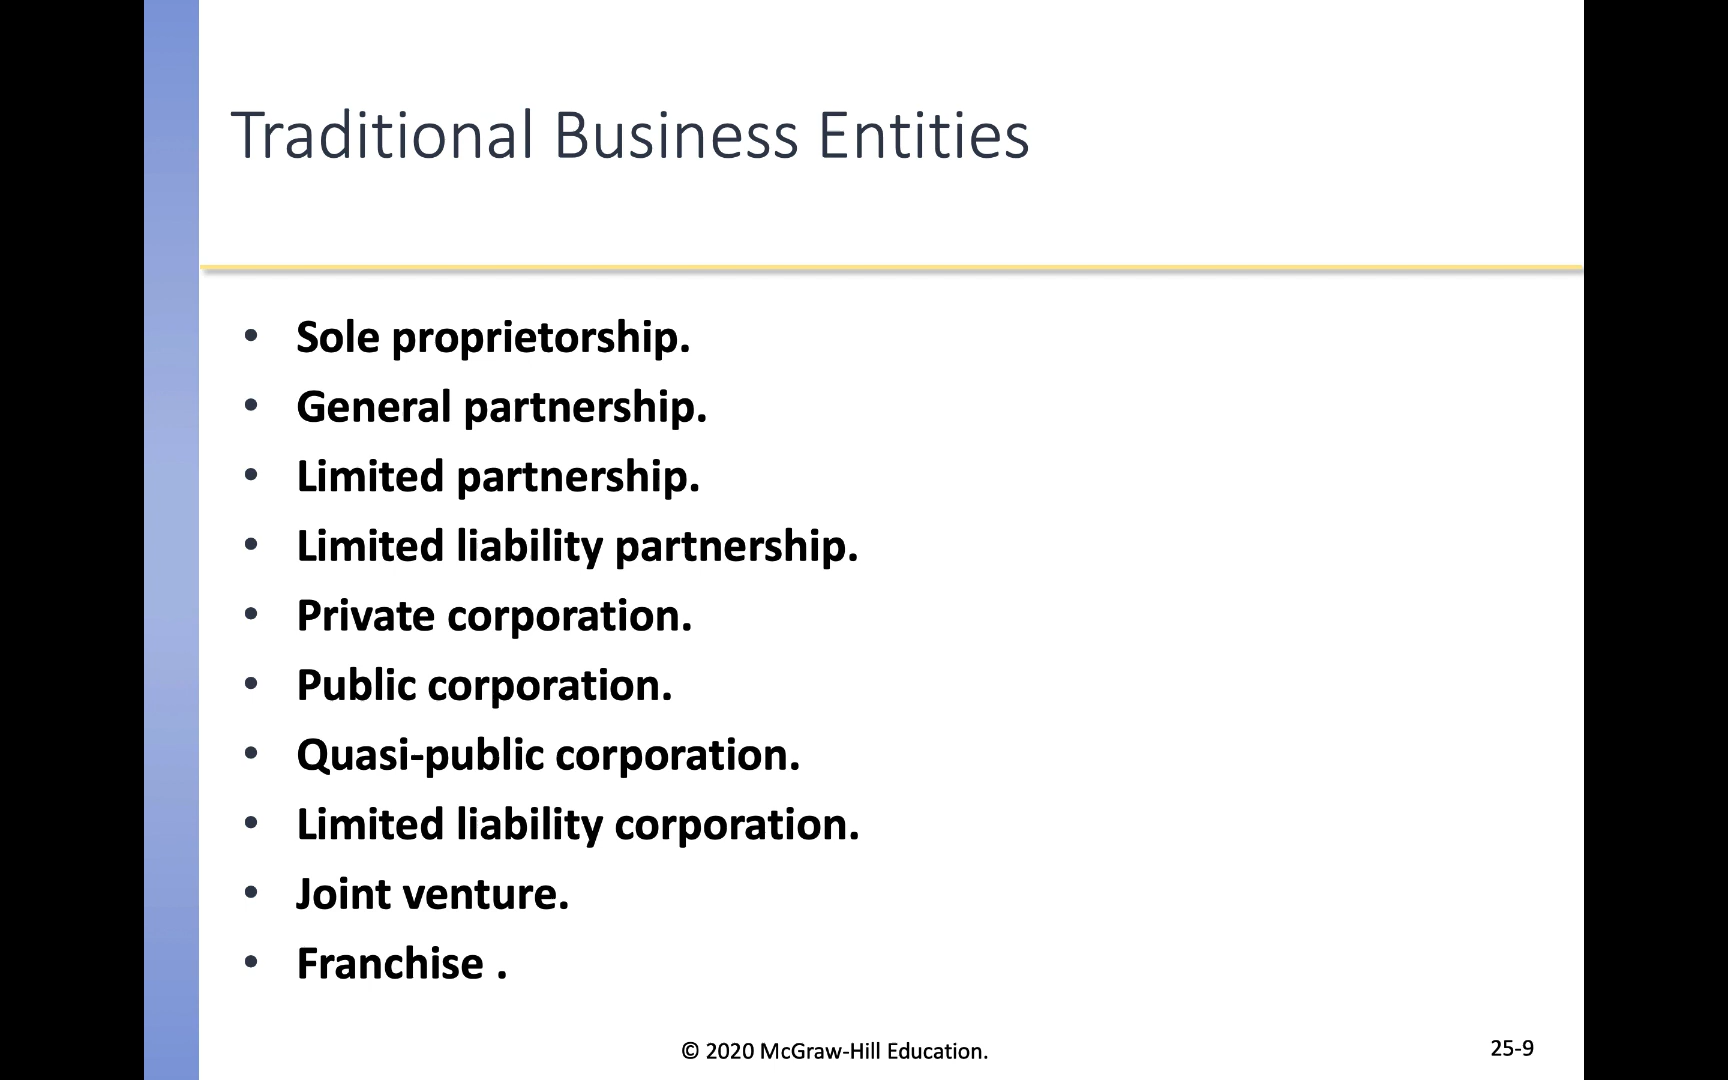 Traditional Business Entities
• Sole proprietorship.
• General partnership.
• Limited partnership.
• Limited liability partnership.
• Private corporation.
• Public corporation.
• Quasi-public corporation.
• Limited liability corporation.
• Joint venture.
• Franchise .
© 2020 McGraw-Hill Education.
25-9